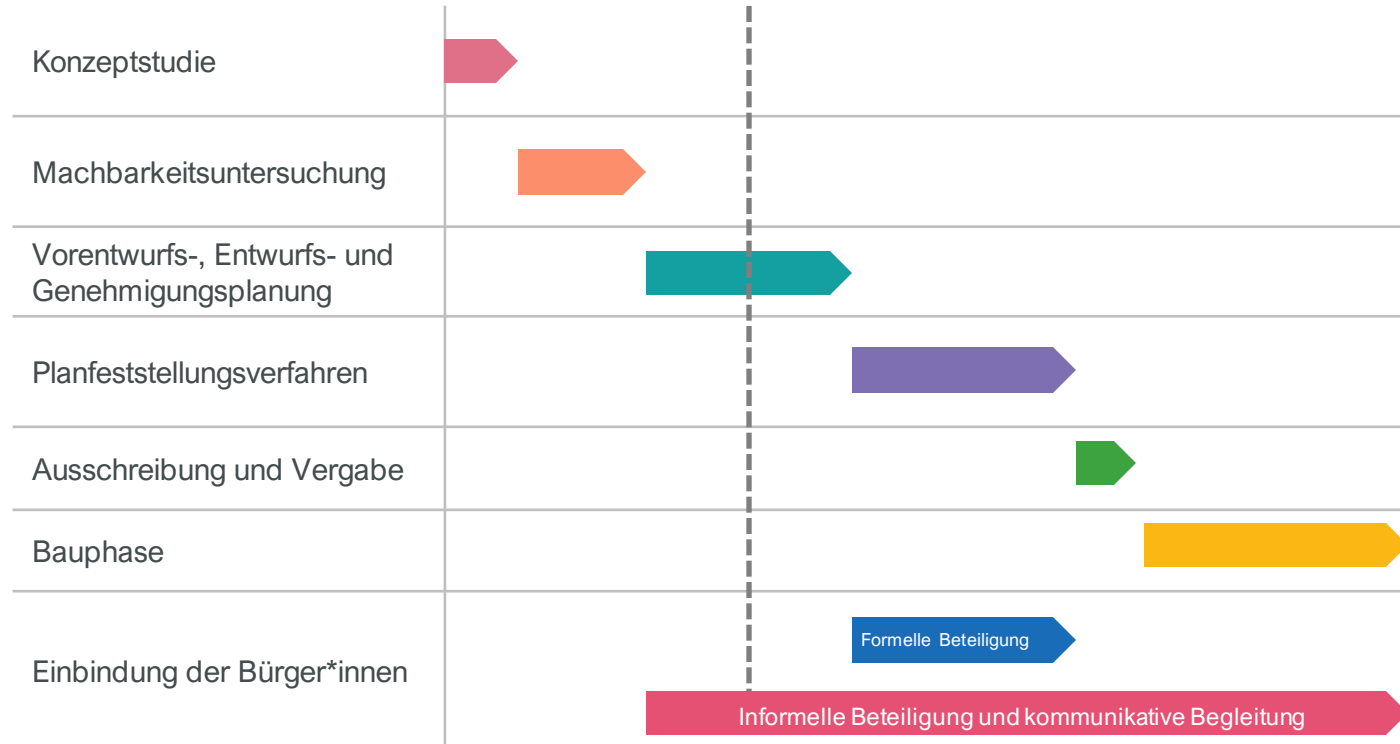 Konzeptstudie
Machbarkeitsuntersuchung
Vorentwurfs-, Entwurfs- und
Genehmigungsplanung
Planfeststellungsverfahren
Ausschreibung und Vergabe
Bauphase
Einbindung der Bürger*innen
Formelle Beteiligung
Informelle Beteiligung und kommunikative Begleitung